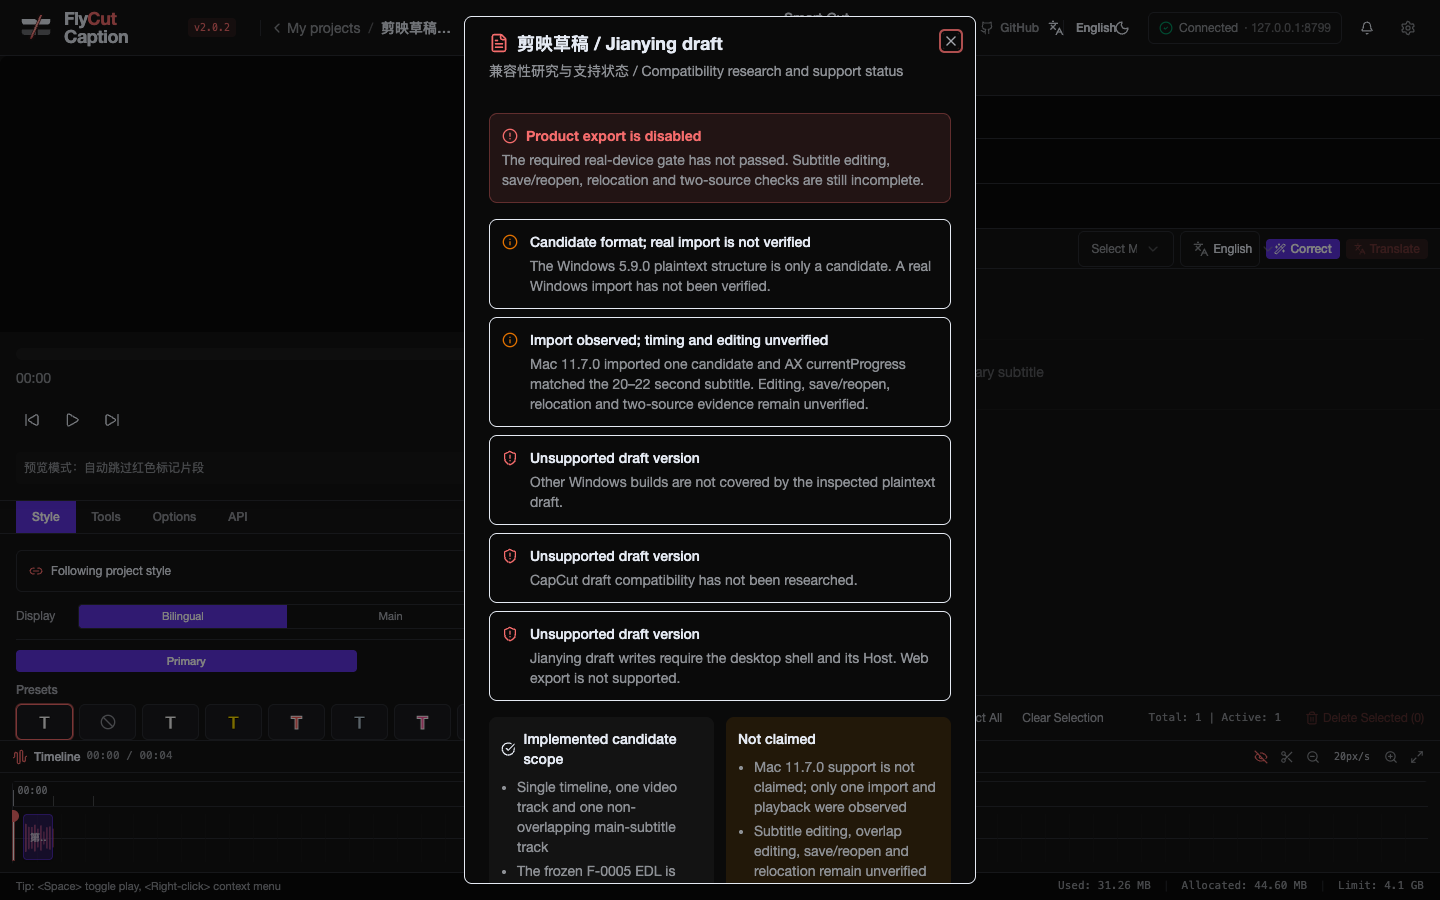 FlyCut
Caption
v2.0.2
My projects / 剪映草稿...
GitHub
English
Connected · 127.0.0.1:8799
剪映草稿 / Jianying draft
兼容性研究与支持状态 / Compatibility research and support status
Product export is disabled
The required real-device gate has not passed. Subtitle editing,
save/reopen, relocation and two-source checks are still incomplete.
Candidate format; real import is not verified
The Windows 5.9.0 plaintext structure is only a candidate. A real
Windows import has not been verified.
Import observed; timing and editing unverified
Mac 11.7.0 imported one candidate and AX currentProgress
matched the 20–22 second subtitle. Editing, save/reopen,
relocation and two-source evidence remain unverified.
Unsupported draft version
Other Windows builds are not covered by the inspected plaintext
draft.
Unsupported draft version
CapCut draft compatibility has not been researched.
Unsupported draft version
Jianying draft writes require the desktop shell and its Host. Web
export is not supported.
Implemented candidate
scope
• Single timeline, one video
track and one non-
overlapping main-subtitle
track
• The frozen F-0005 EDL is
Not claimed
• Mac 11.7.0 support is not
claimed; only one import and
playback were observed
• Subtitle editing, overlap
editing, save/reopen and
relocation remain unverified
Select M
English
Correct
Translate
ary subtitle
00:00
预览模式：自动跳过红色标记片段
Style
Tools
Options
API
Following project style
Display
Bilingual
Main
Primary
Presets
T
T
T
T
T
T
ct All
Clear Selection
Total: 1 | Active: 1
Delete Selected (0)
Timeline
00:00 / 00:04
20px/s
00:00
Tip: <Space> toggle play, <Right-click> context menu
Used: 31.26 MB
Allocated: 44.60 MB
Limit: 4.1 GB